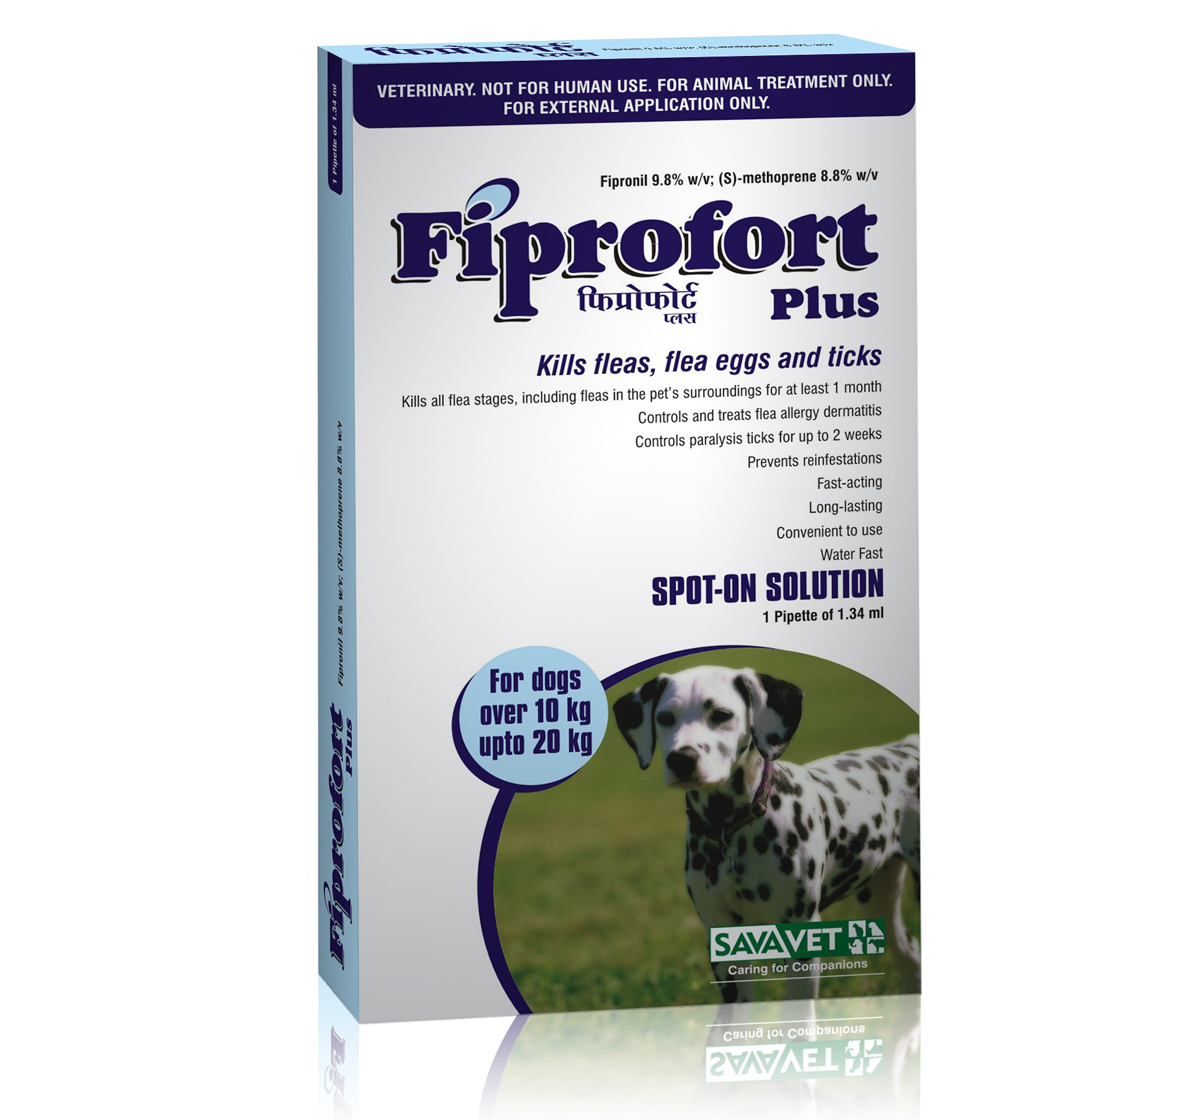 फिप्रोफोर्ट
प्लस
VETERINARY. NOT FOR HUMAN USE. FOR ANIMAL TREATMENT ONLY.
FOR EXTERNAL APPLICATION ONLY.
1 Pipette of 1.34 ml
Fipronil 9.8% w/v; (S)-methoprene 8.8% w/v
Fiprofort
फिप्रोफोर्ट
प्लस
Plus
Kills fleas, flea eggs and ticks
Kills all flea stages, including fleas in the pet's surroundings for at least 1 month
Controls and treats flea allergy dermatitis
Controls paralysis ticks for up to 2 weeks
Prevents reinfestations
Fast-acting
Long-lasting
Convenient to use
Water Fast
SPOT-ON SOLUTION
1 Pipette of 1.34 ml
For dogs
over 10 kg
upto 20 kg
SAVAVET
Caring for Companions
Fipronil 9.8% w/v; (S)-methoprene 8.8% w/v
Fiprofort
Plus